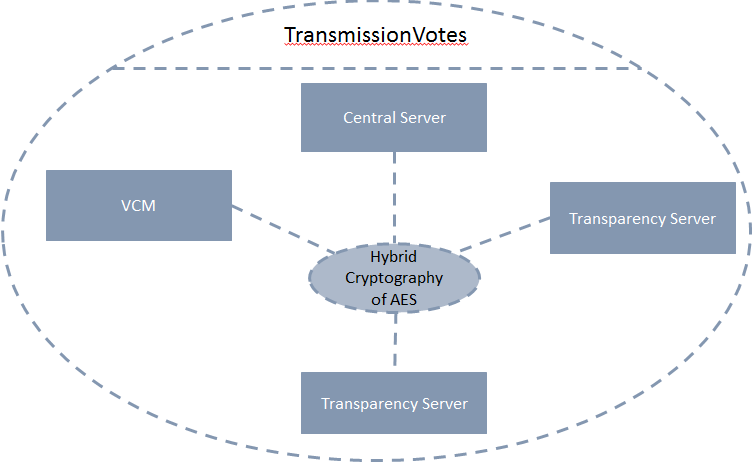 TransmissionVotes
Central Server
VCM
Transparency Server
Hybrid
Cryptography
of AES
Transparency Server